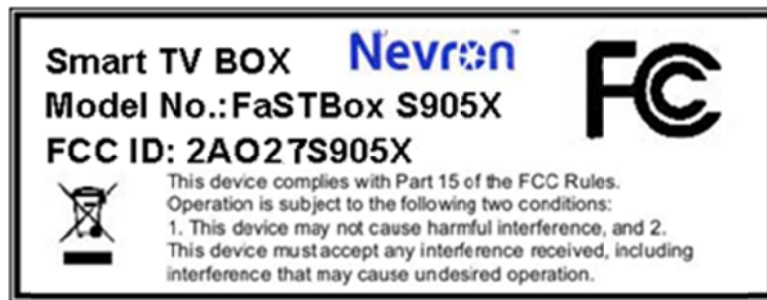 Smart TV BOX
Nevron
FC
Model No.:FaSTBox S905X
FCC ID: 2AO27S905X
This device complies with Part 15 of the FCC Rules.
Operation is subject to the following two conditions:
1. This device may not cause harmful interference, and 2.
This device must accept any interference received, including
interference that may cause undesired operation.